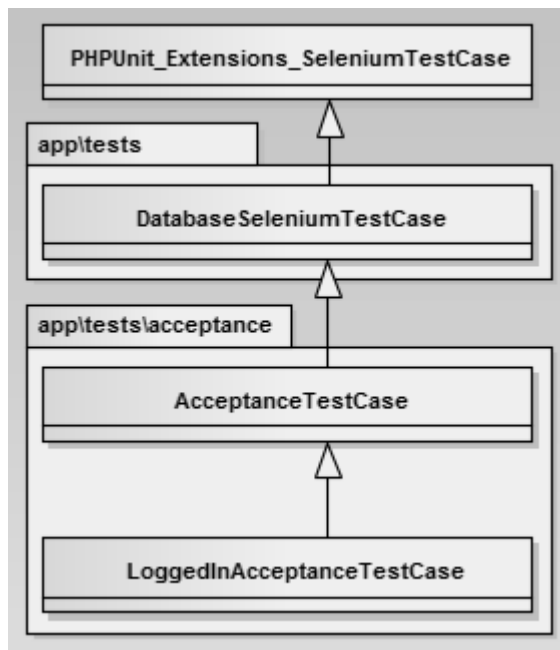 PHPUnit_Extensions_SeleniumTestCase
app\tests
DatabaseSeleniumTestCase
app\tests\acceptance
AcceptanceTestCase
LoggedInAcceptanceTestCase